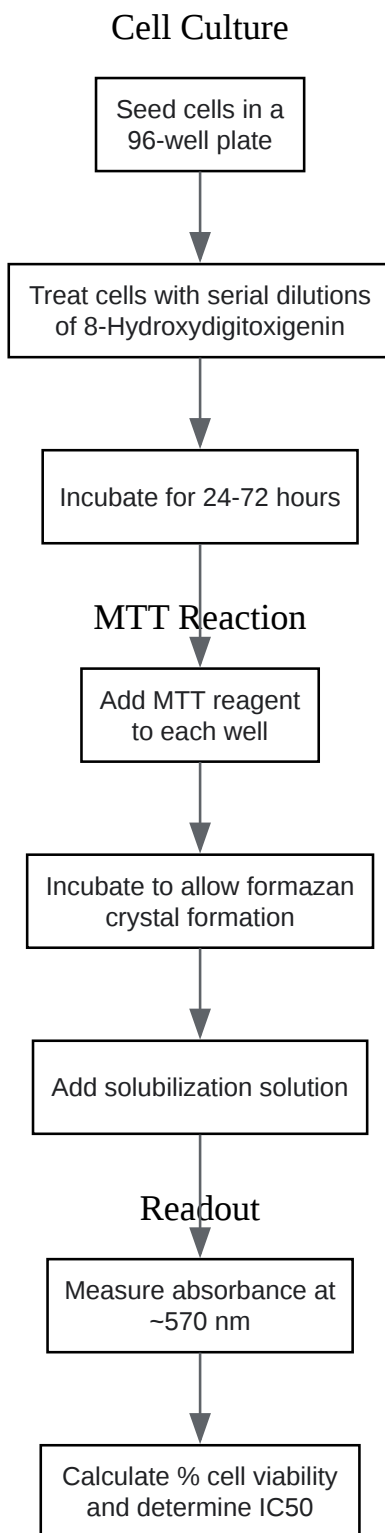 Cell Culture
Seed cells in a
96-well plate
Treat cells with serial dilutions
of 8-Hydroxydigitoxigenin
Incubate for 24-72 hours
MTT Reaction
Add MTT reagent
to each well
Incubate to allow formazan
crystal formation
Add solubilization solution
Readout
Measure absorbance at
~570 nm
Calculate % cell viability
and determine IC50